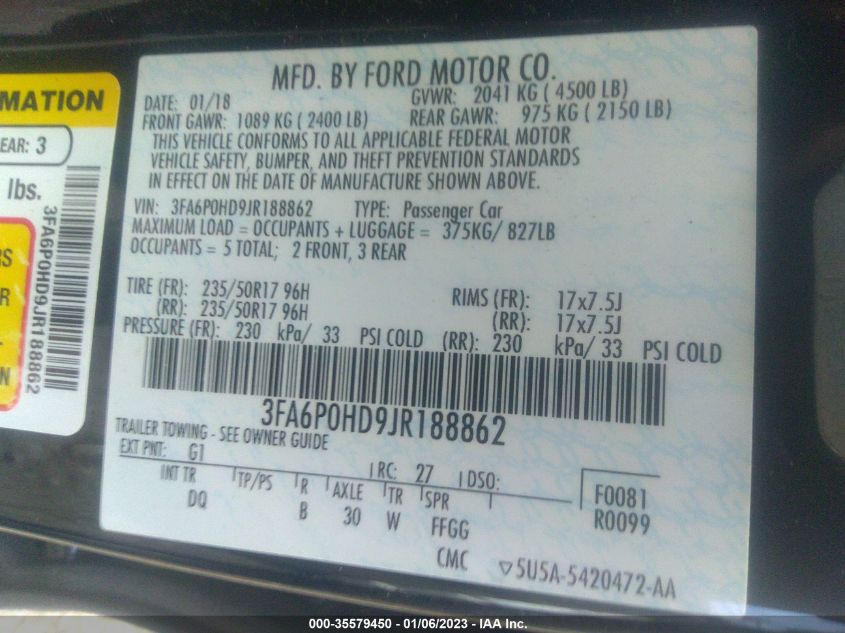 MATION
EAR: 3
lbs.
3FA6P0HD9JR188862
MFD. BY FORD MOTOR CO.
DATE: 01/18 GVWR: 2041 KG ( 4500 LB)
FRONT GAWR: 1089 KG ( 2400 LB) REAR GAWR: 975 KG ( 2150 LB)
THIS VEHICLE CONFORMS TO ALL APPLICABLE FEDERAL MOTOR
VEHICLE SAFETY, BUMPER, AND THEFT PREVENTION STANDARDS
IN EFFECT ON THE DATE OF MANUFACTURE SHOWN ABOVE.
VIN: 3FA6P0HD9JR188862 TYPE: Passenger Car
MAXIMUM LOAD = OCCUPANTS + LUGGAGE = 375KG/ 827LB
OCCUPANTS = 5 TOTAL; 2 FRONT, 3 REAR
TIRE (FR): 235/50R17 96H RIMS (FR): 17x7.5J
(RR): 235/50R17 96H (RR): 17x7.5J
PRESSURE (FR): 230 kPa/ 33 PSI COLD (RR): 230 kPa/ 33 PSI COLD
3FA6P0HD9JR188862
TRAILER TOWING - SEE OWNER GUIDE
EXT PNT: G1 RC: 27 DSO: F0081
INT TR TP/PS R AXLE TR SPR R0099
DQ B 30 W FFGG
CMC 5U5A-5420472-AA
000-35579450 - 01/06/2023 - IAA Inc.